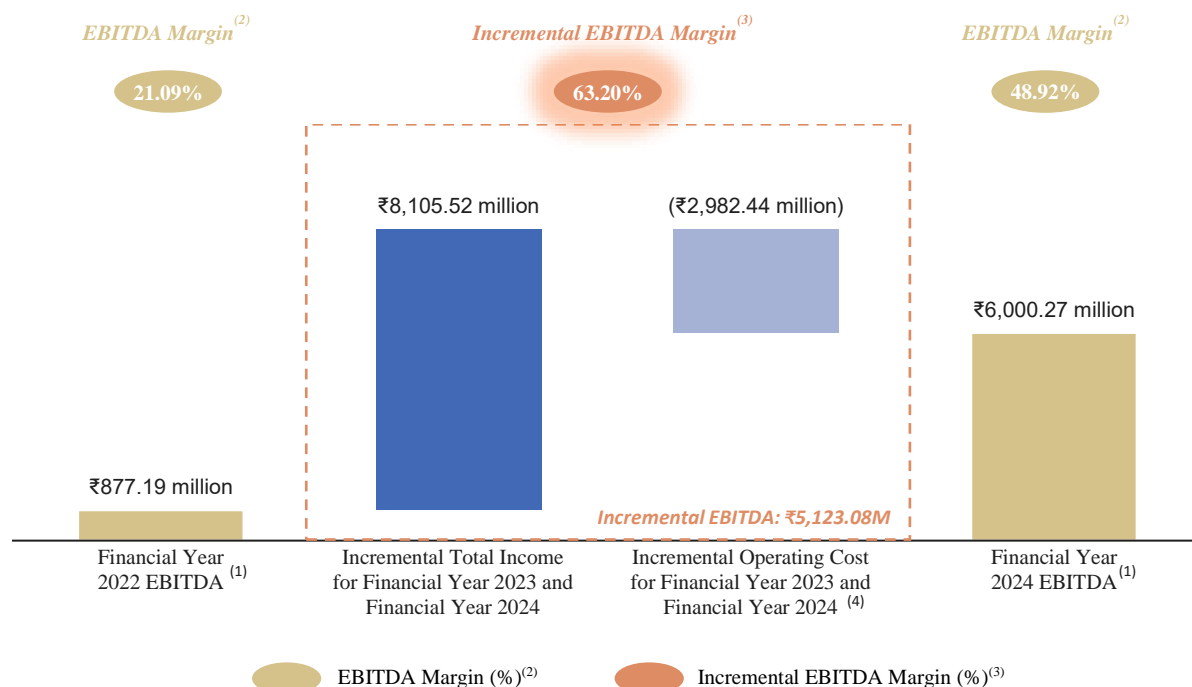 EBITDA Margin(2)
Incremental EBITDA Margin(3)
EBITDA Margin(2)
21.09%
63.20%
48.92%
₹8,105.52 million
(₹2,982.44 million)
₹6,000.27 million
₹877.19 million
Incremental EBITDA: ₹5,123.08M
Financial Year
2022 EBITDA (1)
Incremental Total Income
for Financial Year 2023 and
Financial Year 2024
Incremental Operating Cost
for Financial Year 2023 and
Financial Year 2024 (4)
Financial Year
2024 EBITDA(1)
EBITDA Margin (%)(2)
Incremental EBITDA Margin (%)(3)